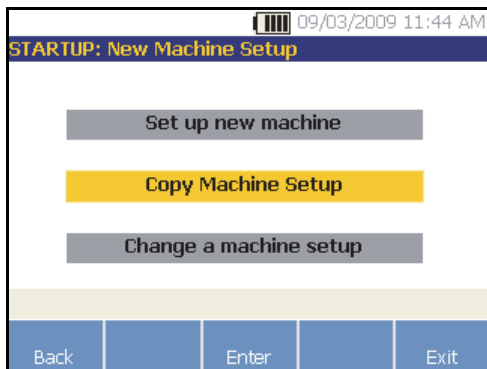 09/03/2009 11:44 AM
STARTUP: New Machine Setup
Set up new machine
Copy Machine Setup
Change a machine setup
Back Enter Exit